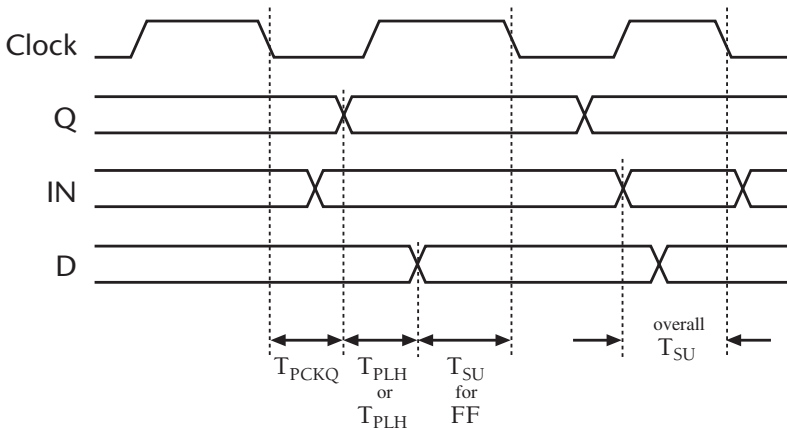 Clock
Q
IN
D
T_PCKQ
T_PLH
or
T_PLH
T_SU
for
FF
overall
T_SU